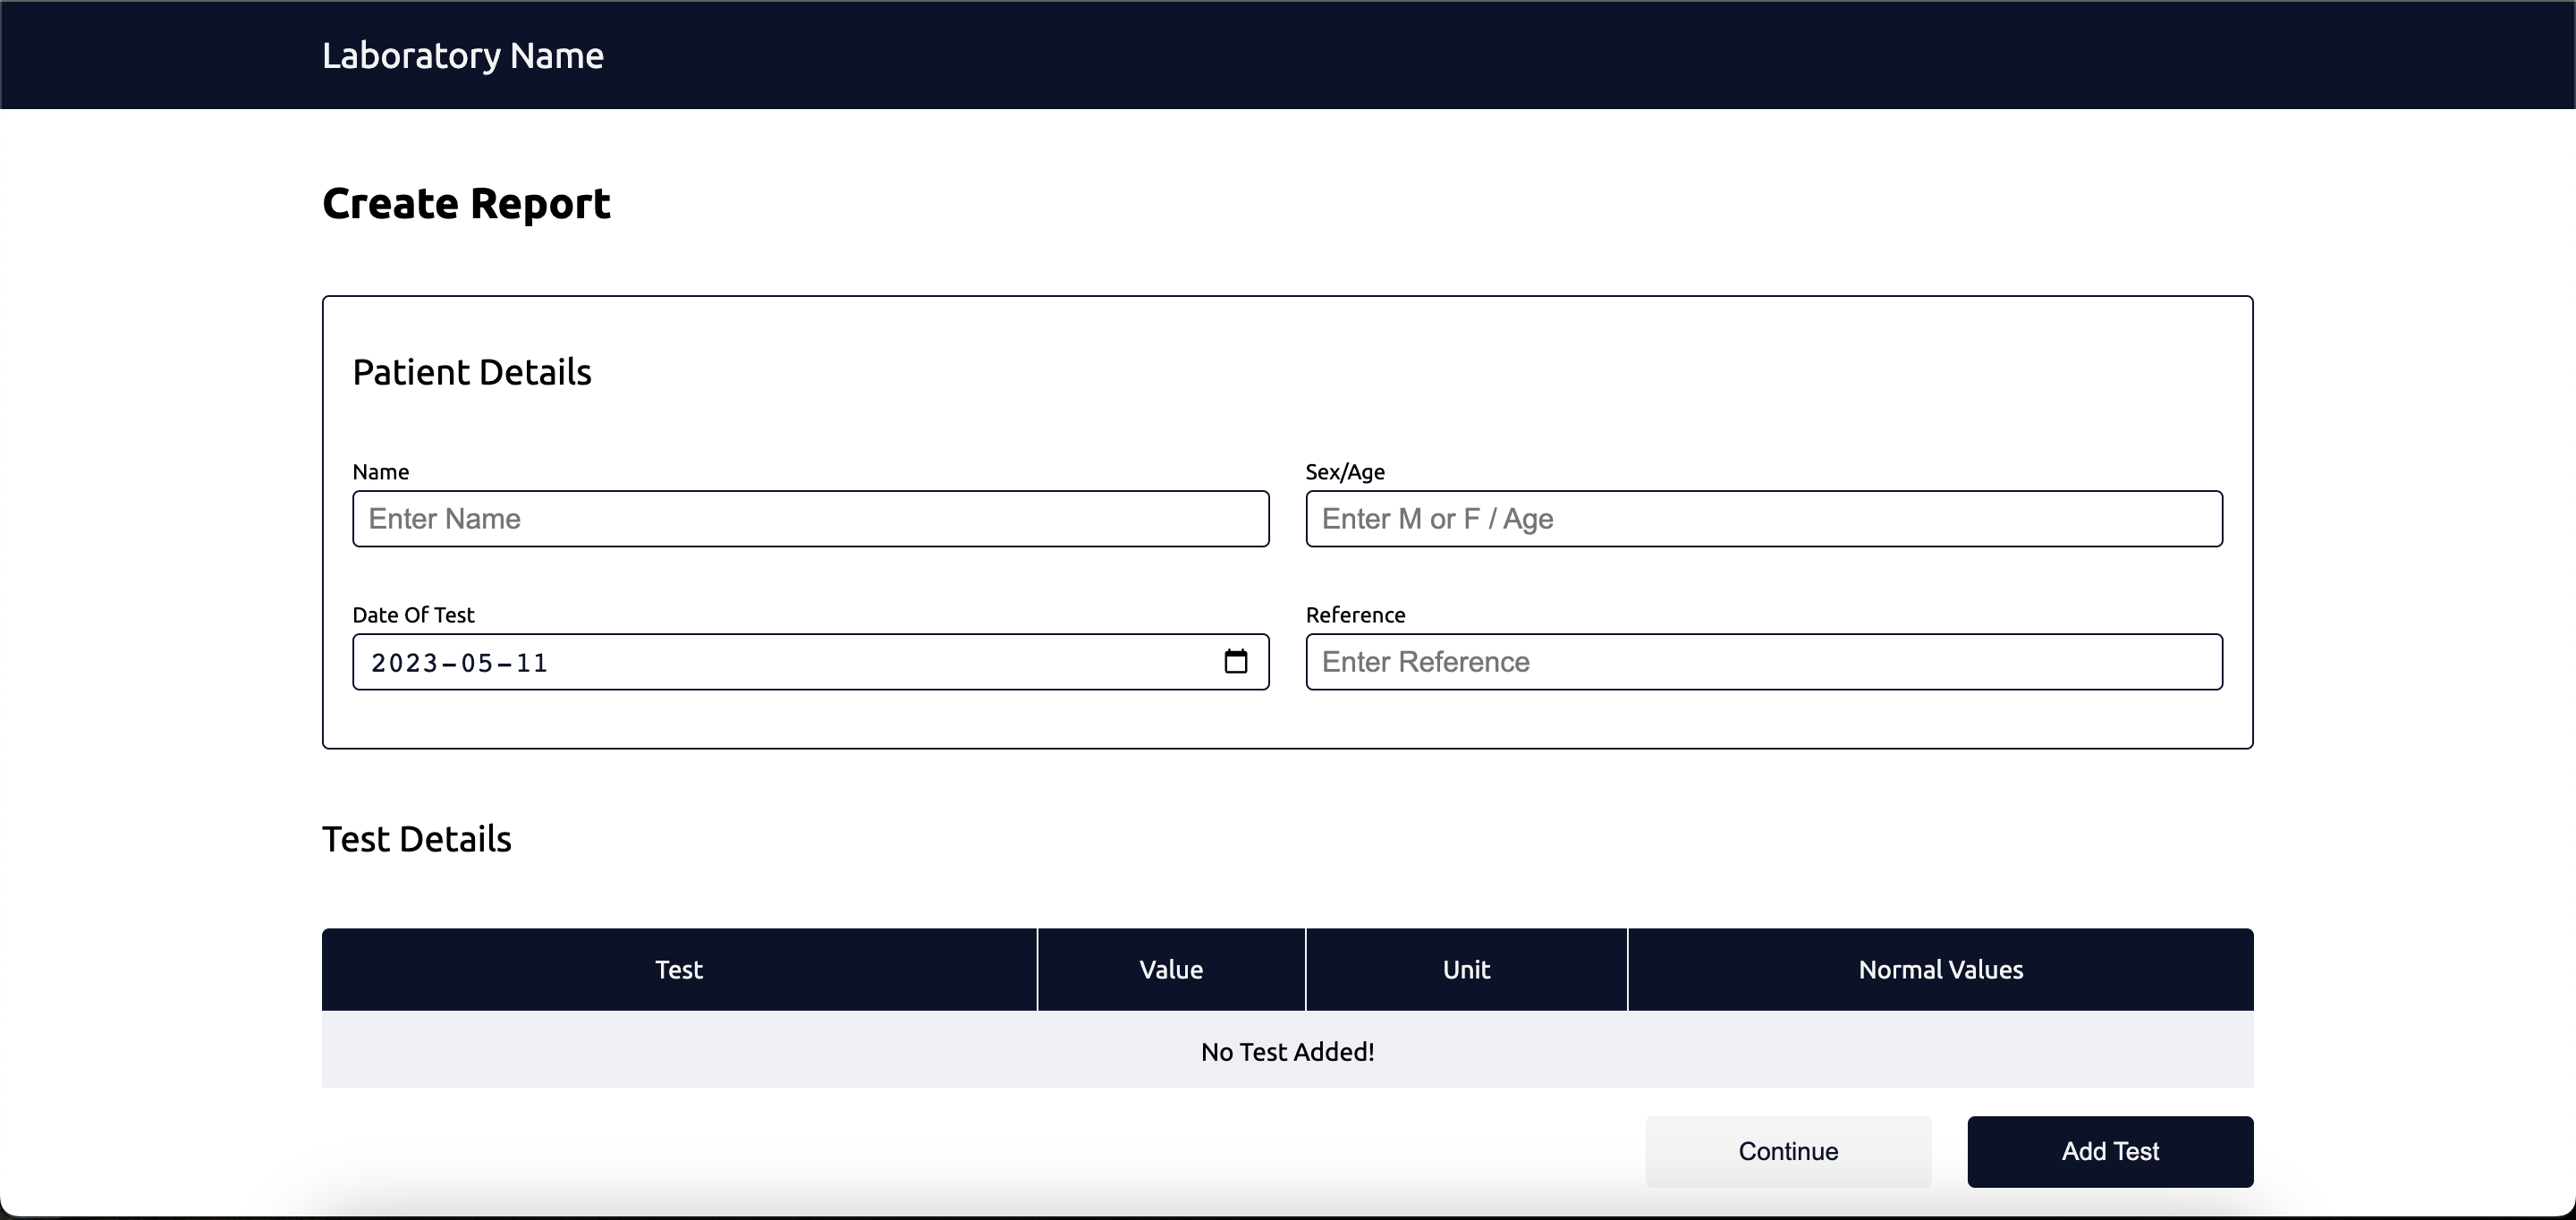 Laboratory Name
Create Report
Patient Details
Name
Sex/Age
Enter Name
Enter M or F / Age
Date Of Test
Reference
2023-05-11
Enter Reference
Test Details
Test Value Unit Normal Values
No Test Added!
Continue
Add Test